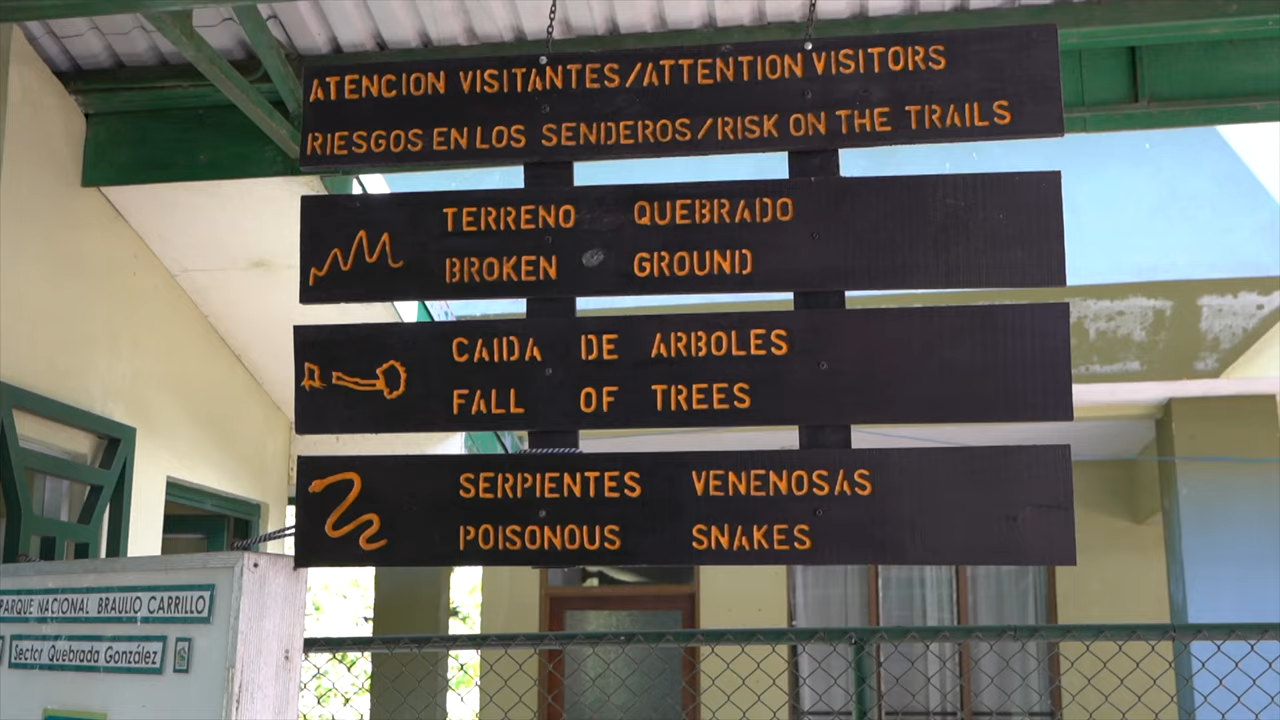 ATENCION VISITANTES/ATTENTION VISITORS
RIESGOS EN LOS SENDEROS/RISK ON THE TRAILS
TERRENO QUEBRADO
BROKEN GROUND
CAIDA DE ARBOLES
FALL OF TREES
SERPIENTES VENENOSAS
POISONOUS SNAKES
PARQUE NACIONAL BRAULIO CARRILLO
Sector Quebrada González